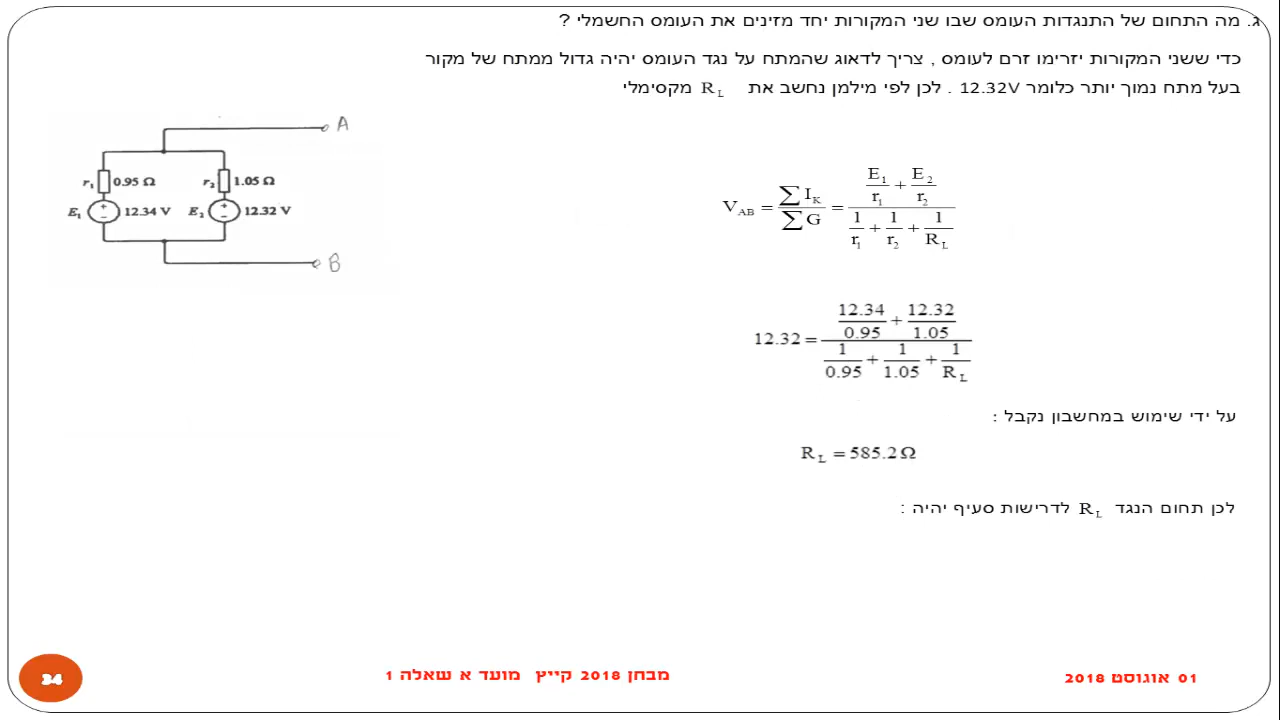 ג. מה התחום של התנגדות העומס שבו שני המקורות יחד מזינים את העומס החשמלי ?
כדי ששני המקורות יזרימו זרם לעומס , צריך לדאוג שהמתח על נגד העומס יהיה גדול ממתח של מקור
בעל מתח נמוך יותר כלומר 12.32V . לכן לפי מילמן נחשב את R_L מקסימלי
A
r₁ 0.95 Ω r₂ 1.05 Ω
E₁ + − 12.34 V E₂ + − 12.32 V
B
V_AB = ∑ I_K / ∑ G = (E₁/r₁ + E₂/r₂) / (1/r₁ + 1/r₂ + 1/R_L)
12.32 = (12.34/0.95 + 12.32/1.05) / (1/0.95 + 1/1.05 + 1/R_L)
על ידי שימוש במחשבון נקבל :
R_L = 585.2 Ω
לכן תחום הנגד R_L לדרישות סעיף יהיה :
34
מבחן 2018 קייץ מועד א שאלה 1
01 אוגוסט 2018